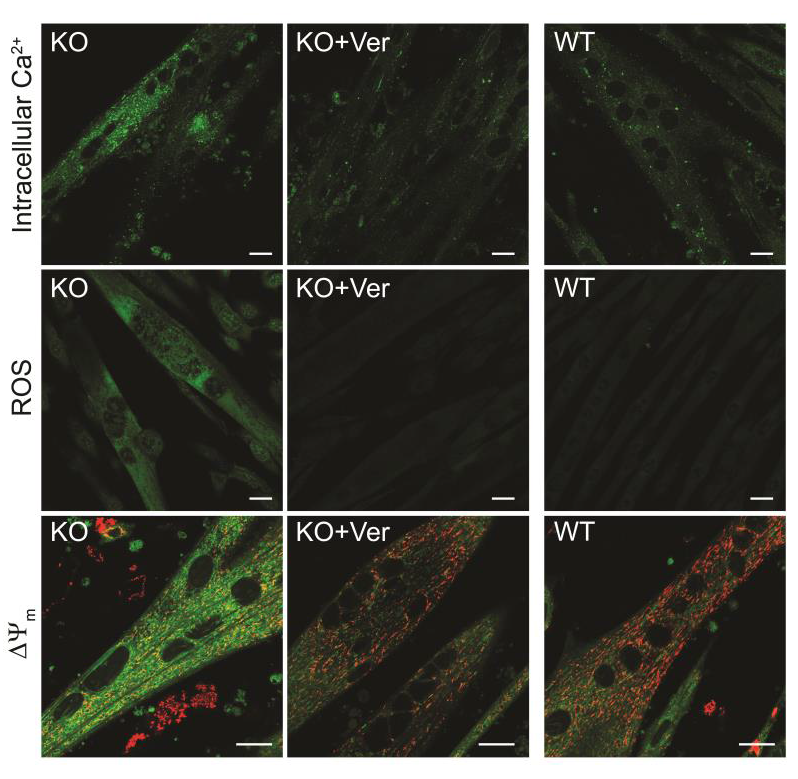 Intracellular Ca²⁺
KO
KO+Ver
WT
ROS
KO
KO+Ver
WT
ΔΨₘ
KO
KO+Ver
WT